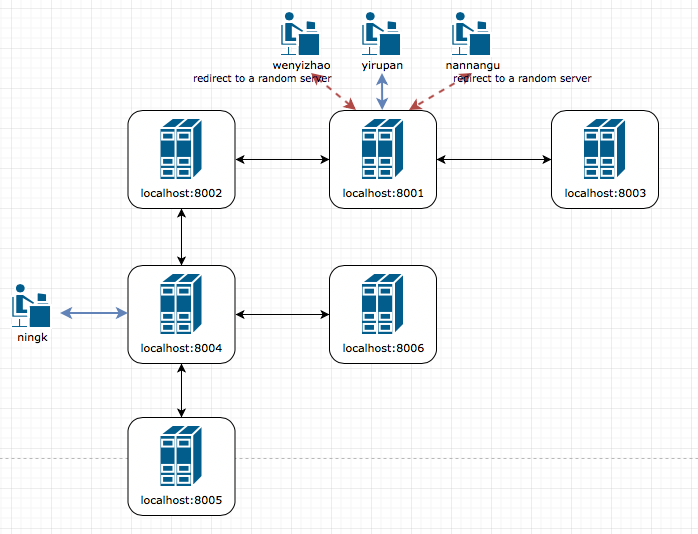 wenyizhao
yirupan
nannangu
redirect to a random server
redirect to a random server
localhost:8002
localhost:8001
localhost:8003
ningk
localhost:8004
localhost:8006
localhost:8005